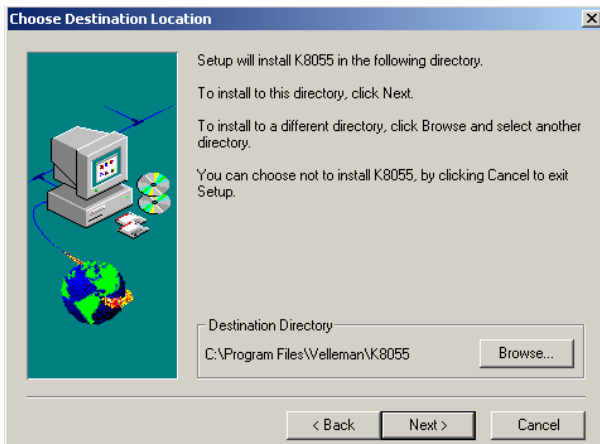 Choose Destination Location
Setup will install K8055 in the following directory.
To install to this directory, click Next.
To install to a different directory, click Browse and select another
directory.
You can choose not to install K8055, by clicking Cancel to exit
Setup.
Destination Directory
C:\Program Files\Velleman\K8055
Browse...
< Back
Next >
Cancel